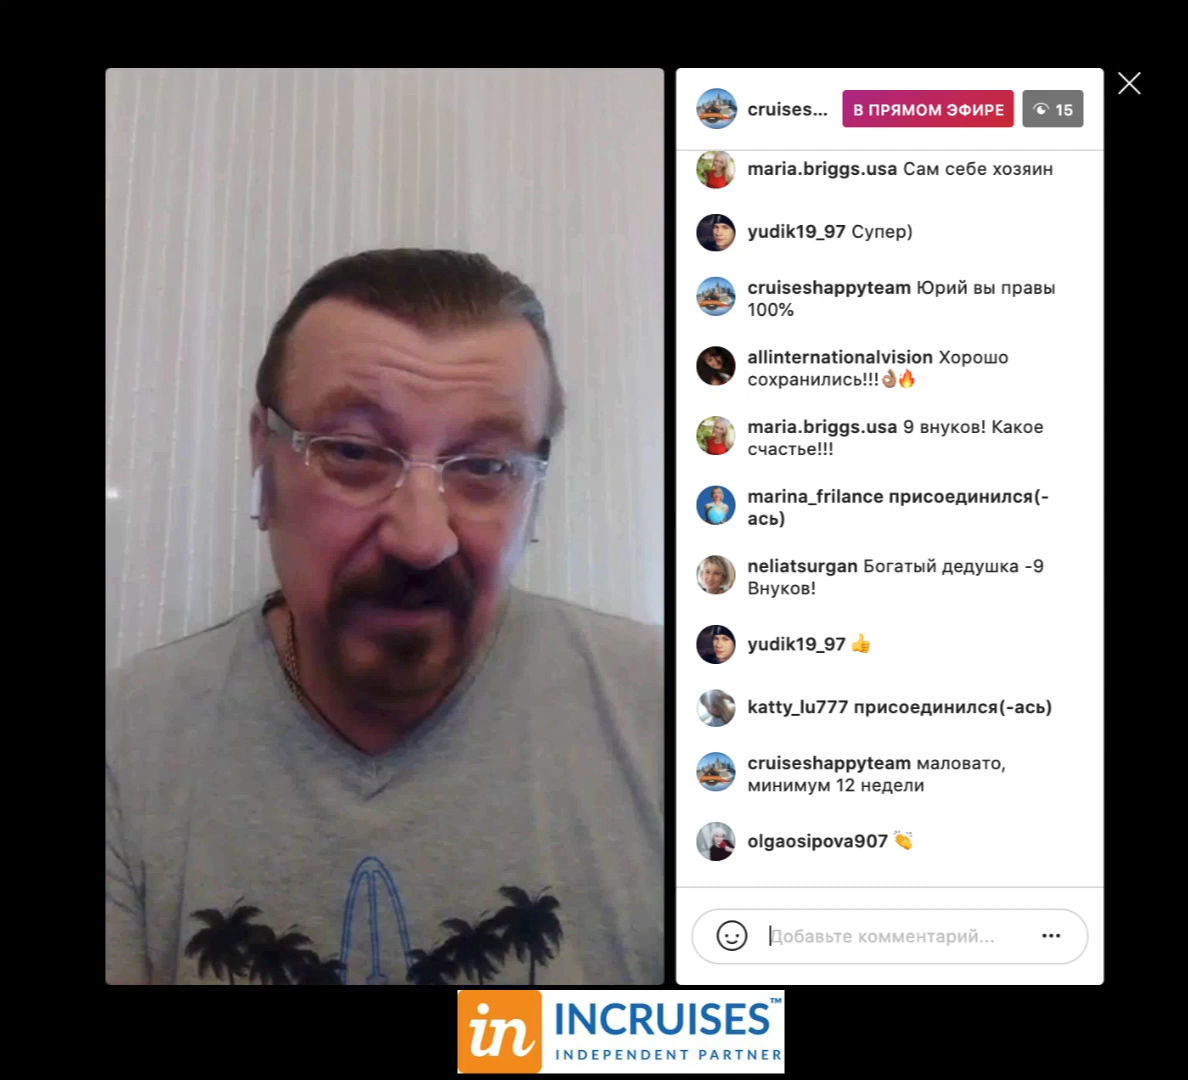 cruises...
В ПРЯМОМ ЭФИРЕ
15
maria.briggs.usa Сам себе хозяин
yudik19_97 Супер)
cruiseshappyteam Юрий вы правы
100%
allinternationalvision Хорошо
сохранились!!!👌🏽🔥
maria.briggs.usa 9 внуков! Какое
счастье!!!
marina_frilance присоединился(-
ась)
neliatsurgan Богатый дедушка -9
Внуков!
yudik19_97 👍
katty_lu777 присоединился(-ась)
cruiseshappyteam маловато,
минимум 12 недели
olgaosipova907 👏
Добавьте комментарий...
in
INCRUISES™
INDEPENDENT PARTNER